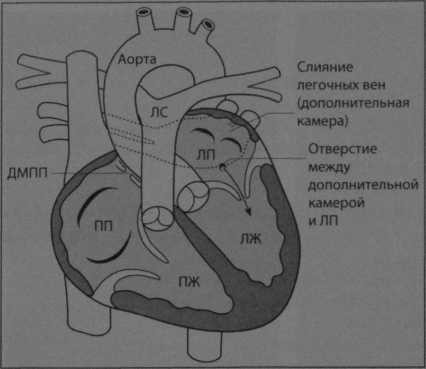 Аорта
ЛС
Слияние
легочных вен
(дополнительная
камера)
ЛП
Отверстие
между
дополнительной
камерой
и ЛП
ДМПП
ПП
ЛЖ
ПЖ